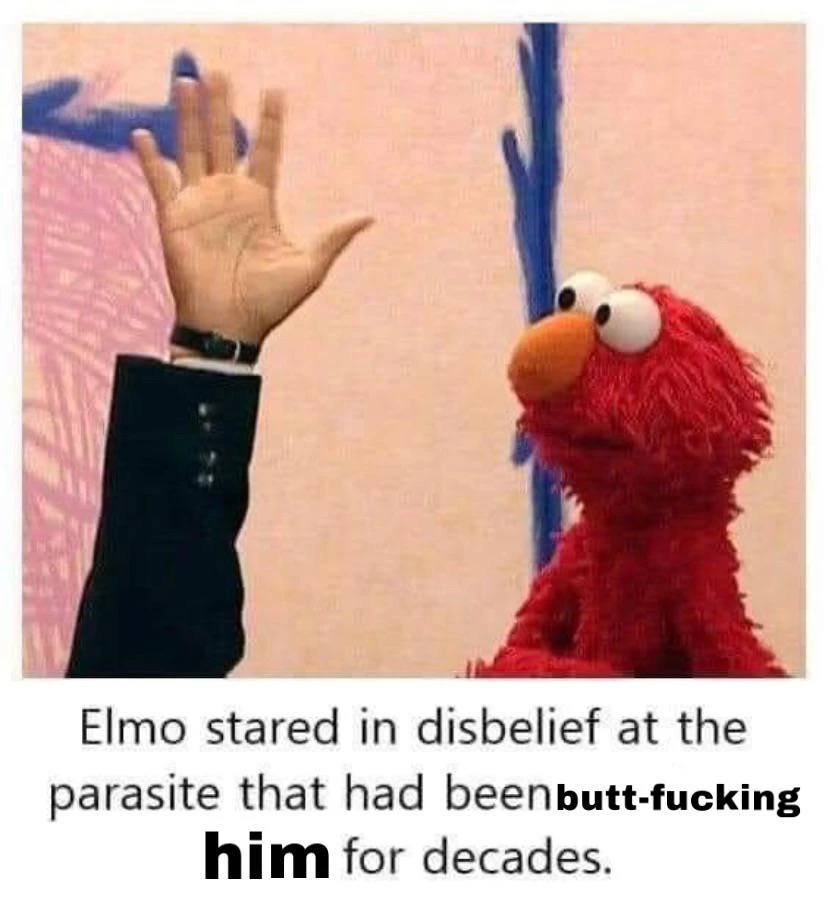 Elmo stared in disbelief at the
parasite that had been butt-fucking
him for decades.